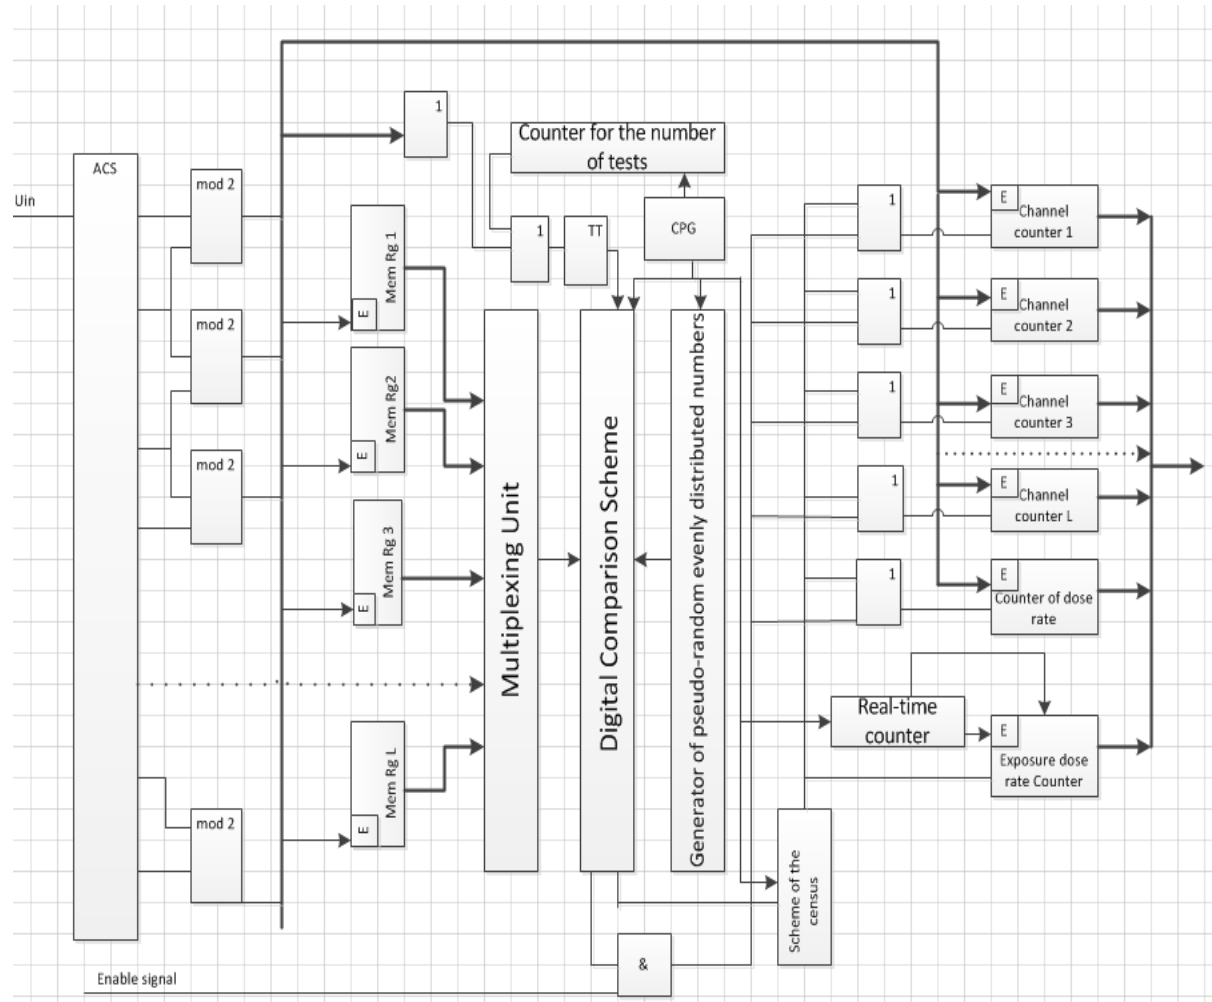 Uin
ACS
mod 2
mod 2
mod 2
mod 2
1
Counter for the number
of tests
1
TT
CPG
Mem Rg 1
E
Mem Rg2
E
Mem Rg 3
E
Mem Rg L
E
Multiplexing Unit
Digital Comparison Scheme
Generator of pseudo-random evenly distributed numbers
1
1
1
1
1
E
Channel
counter 1
E
Channel
counter 2
E
Channel
counter 3
E
Channel
counter L
E
Counter of dose
rate
Real-time
counter
E
Exposure dose
rate Counter
Scheme of the
census
&
Enable signal